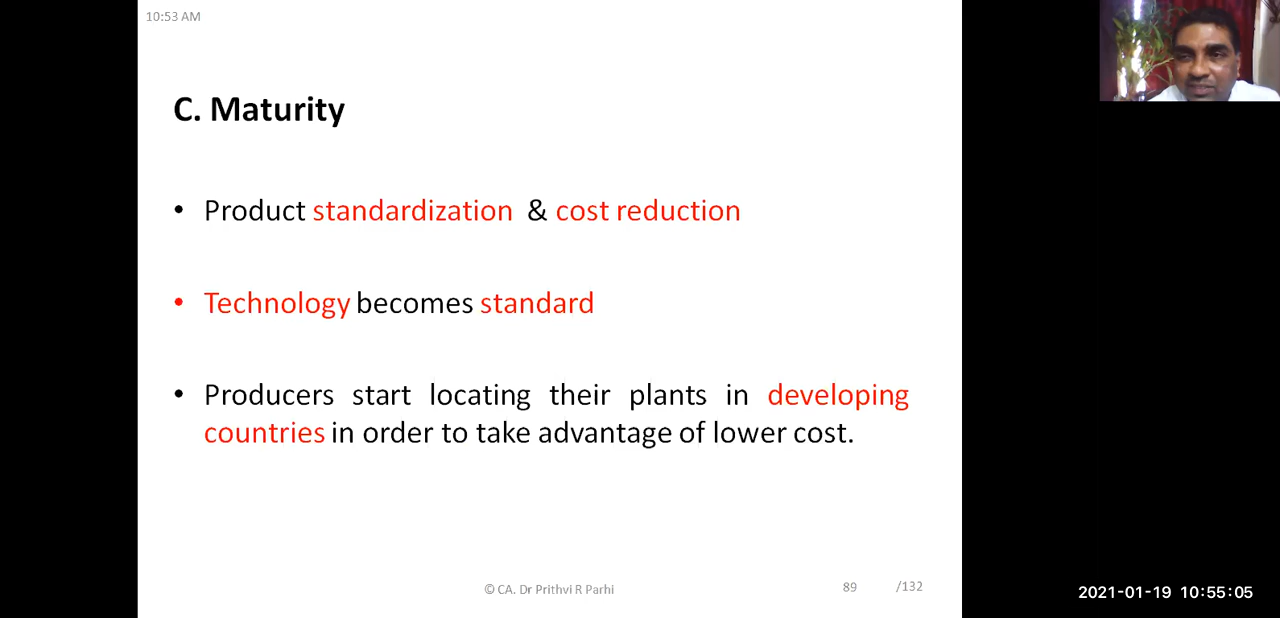 10:53 AM
C. Maturity
• Product standardization & cost reduction
• Technology becomes standard
• Producers start locating their plants in developing
countries in order to take advantage of lower cost.
© CA. Dr Prithvi R Parhi
89 /132
2021-01-19 10:55:05